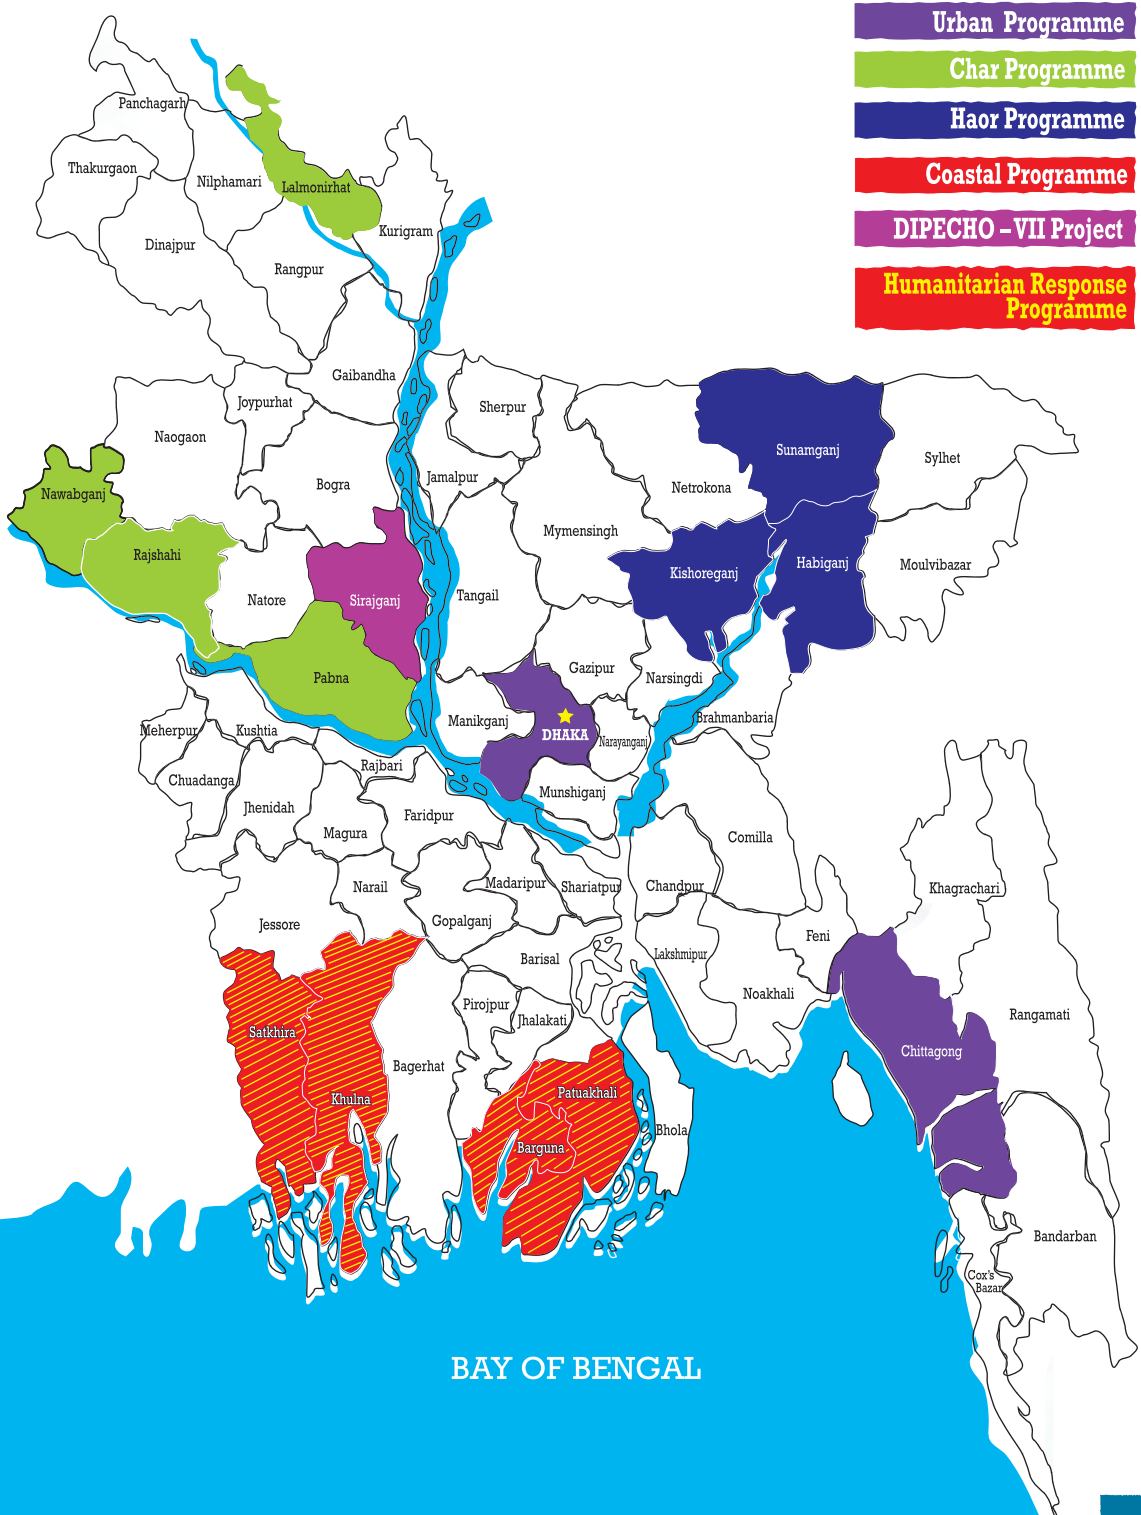 Urban Programme
Char Programme
Haor Programme
Coastal Programme
DIPECHO – VII Project
Humanitarian Response
Programme
Panchagarh
Thakurgaon
Nilphamari
Lalmonirhat
Kurigram
Dinajpur
Rangpur
Gaibandha
Joypurhat
Sherpur
Naogaon
Sunamganj
Sylhet
Bogra
Jamalpur
Netrokona
Nawabganj
Mymensingh
Rajshahi
Kishoreganj
Habiganj
Moulvibazar
Natore
Sirajganj
Tangail
Gazipur
Pabna
Narsingdi
Manikganj
Brahmanbaria
Meherpur
Kushtia
DHAKA
Narayanganj
Rajbari
Chuadanga
Munshiganj
Jhenidah
Faridpur
Magura
Comilla
Narail
Madaripur
Shariatpur
Chandpur
Khagrachari
Jessore
Gopalganj
Feni
Barisal
Lakshmipur
Noakhali
Pirojpur
Jhalakati
Rangamati
Satkhira
Chittagong
Bagerhat
Khulna
Patuakhali
Bhola
Barguna
Bandarban
Cox's
Bazar
BAY OF BENGAL